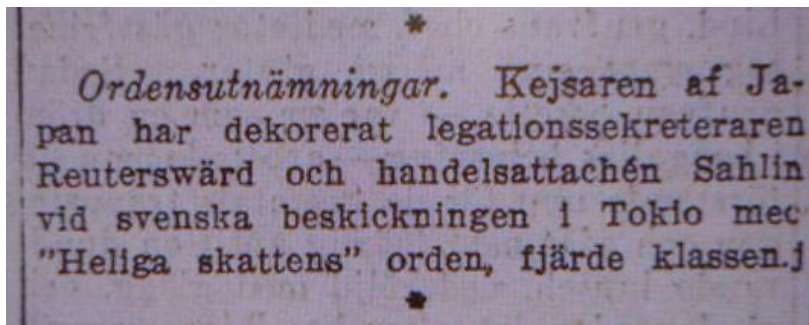 *
Ordensutnämningar. Kejsaren af Ja-
pan har dekorerat legationssekreteraren
Reuterswärd och handelsattachén Sahlin
vid svenska beskickningen i Tokio mec
"Heliga skattens" orden, fjärde klassen.j
*